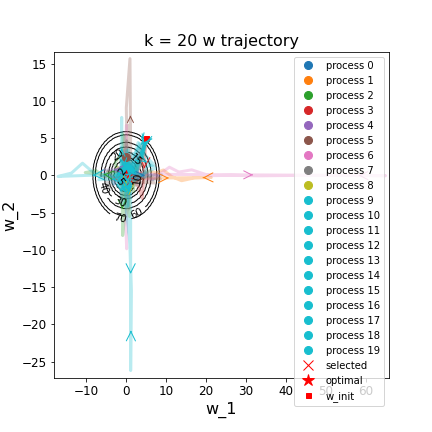 k = 20 w trajectory
w_2
15
10
5
0
−5
−10
−15
−20
−25
−10
0
10
20
30
40
60
w_1
40
30
70
60
process 0
process 1
process 2
process 3
process 4
process 5
process 6
process 7
process 8
process 9
process 10
process 11
process 12
process 13
process 14
process 15
process 16
process 17
process 18
process 19
selected
optimal
w_init